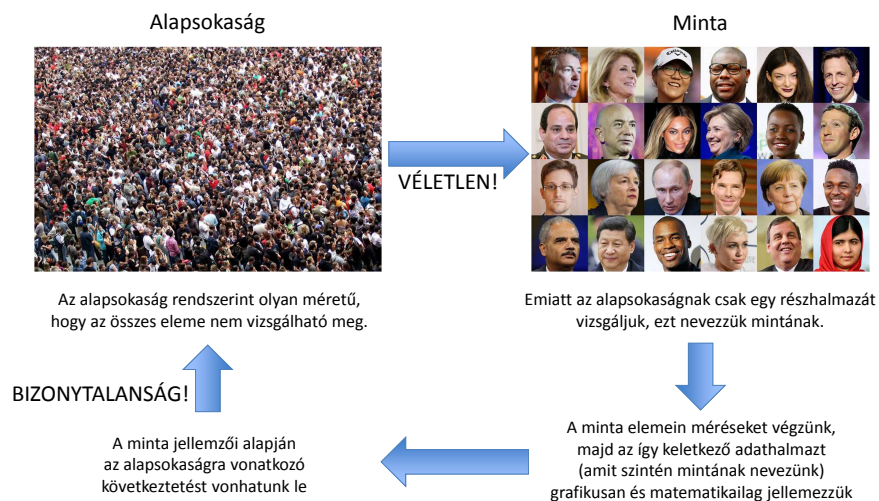 Alapsokaság
Minta
VÉLETLEN!
Az alapsokaság rendszerint olyan méretű,
hogy az összes eleme nem vizsgálható meg.
Emiatt az alapsokaságnak csak egy részhalmazát
vizsgáljuk, ezt nevezzük mintának.
BIZONYTALANSÁG!
A minta elemein méréseket végzünk,
majd az így keletkező adathalmazt
(amit szintén mintának nevezünk)
grafikusan és matematikailag jellemezzük
A minta jellemzői alapján
az alapsokaságra vonatkozó
következtetést vonhatunk le